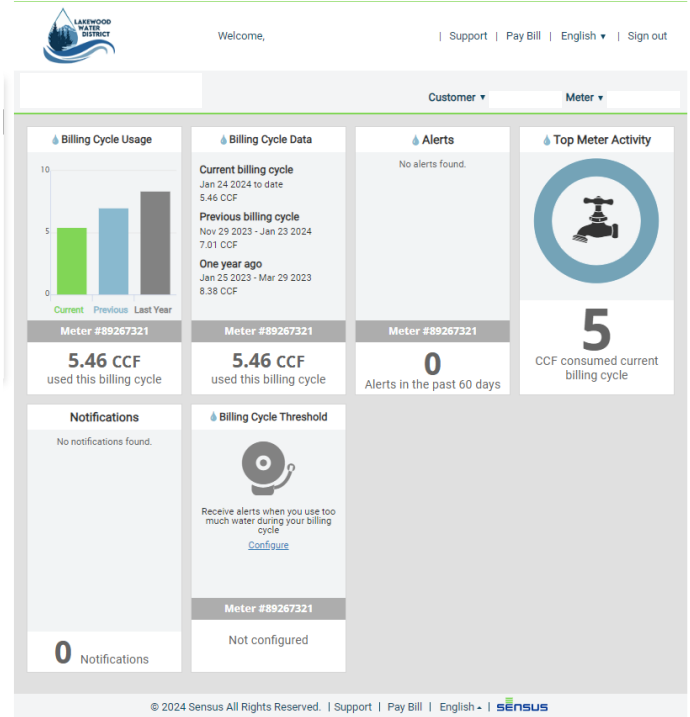 LAKEWOOD
WATER
DISTRICT
Welcome,
| Support | Pay Bill | English ▾ | Sign out
Customer ▾
Meter ▾
Billing Cycle Usage
10
5
0
Current Previous Last Year
Meter #89267321
5.46 CCF
used this billing cycle
Billing Cycle Data
Current billing cycle
Jan 24 2024 to date
5.46 CCF
Previous billing cycle
Nov 29 2023 - Jan 23 2024
7.01 CCF
One year ago
Jan 25 2023 - Mar 29 2023
8.38 CCF
Meter #89267321
5.46 CCF
used this billing cycle
Alerts
No alerts found.
Meter #89267321
0
Alerts in the past 60 days
Top Meter Activity
5
CCF consumed current
billing cycle
Notifications
No notifications found.
0 Notifications
Billing Cycle Threshold
Receive alerts when you use too
much water during your billing
cycle
Configure
Meter #89267321
Not configured
© 2024 Sensus All Rights Reserved. | Support | Pay Bill | English ▴ | sensus